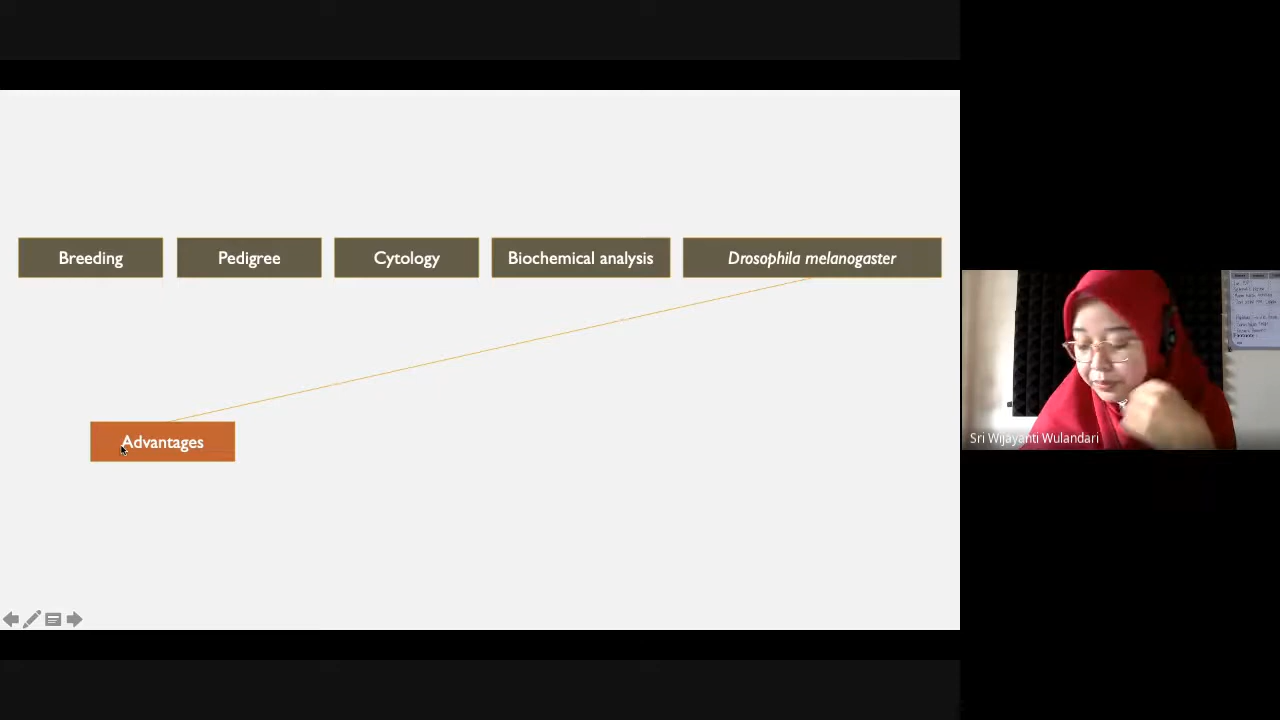 Breeding
Pedigree
Cytology
Biochemical analysis
Drosophila melanogaster
Advantages
Sri Wijayanti Wulandari